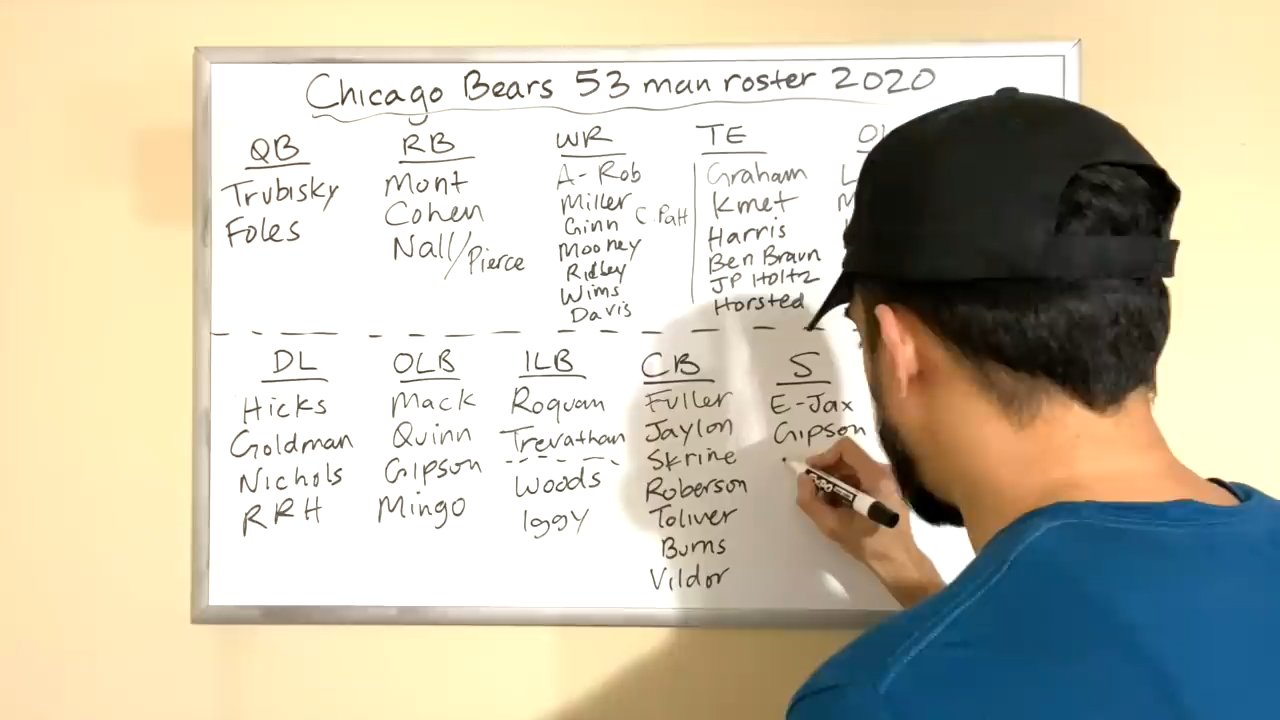 Chicago Bears 53 man roster 2020
QB
Trubisky
Foles
RB
Mont
Cohen
Nall/Pierce
WR
A-Rob
Miller
Ginn
C. Patt
Mooney
Ridley
Wims
Davis
TE
Graham
Kmet
Harris
Ben Braun
JP Holtz
Horsted
DL
Hicks
Goldman
Nichols
RRH
OLB
Mack
Quinn
Gipson
Mingo
ILB
Roquan
Trevathan
Woods
Iggy
CB
Fuller
Jaylon
Skrine
Roberson
Toliver
Burns
Vildor
S
E-Jax
Gipson
EXPO